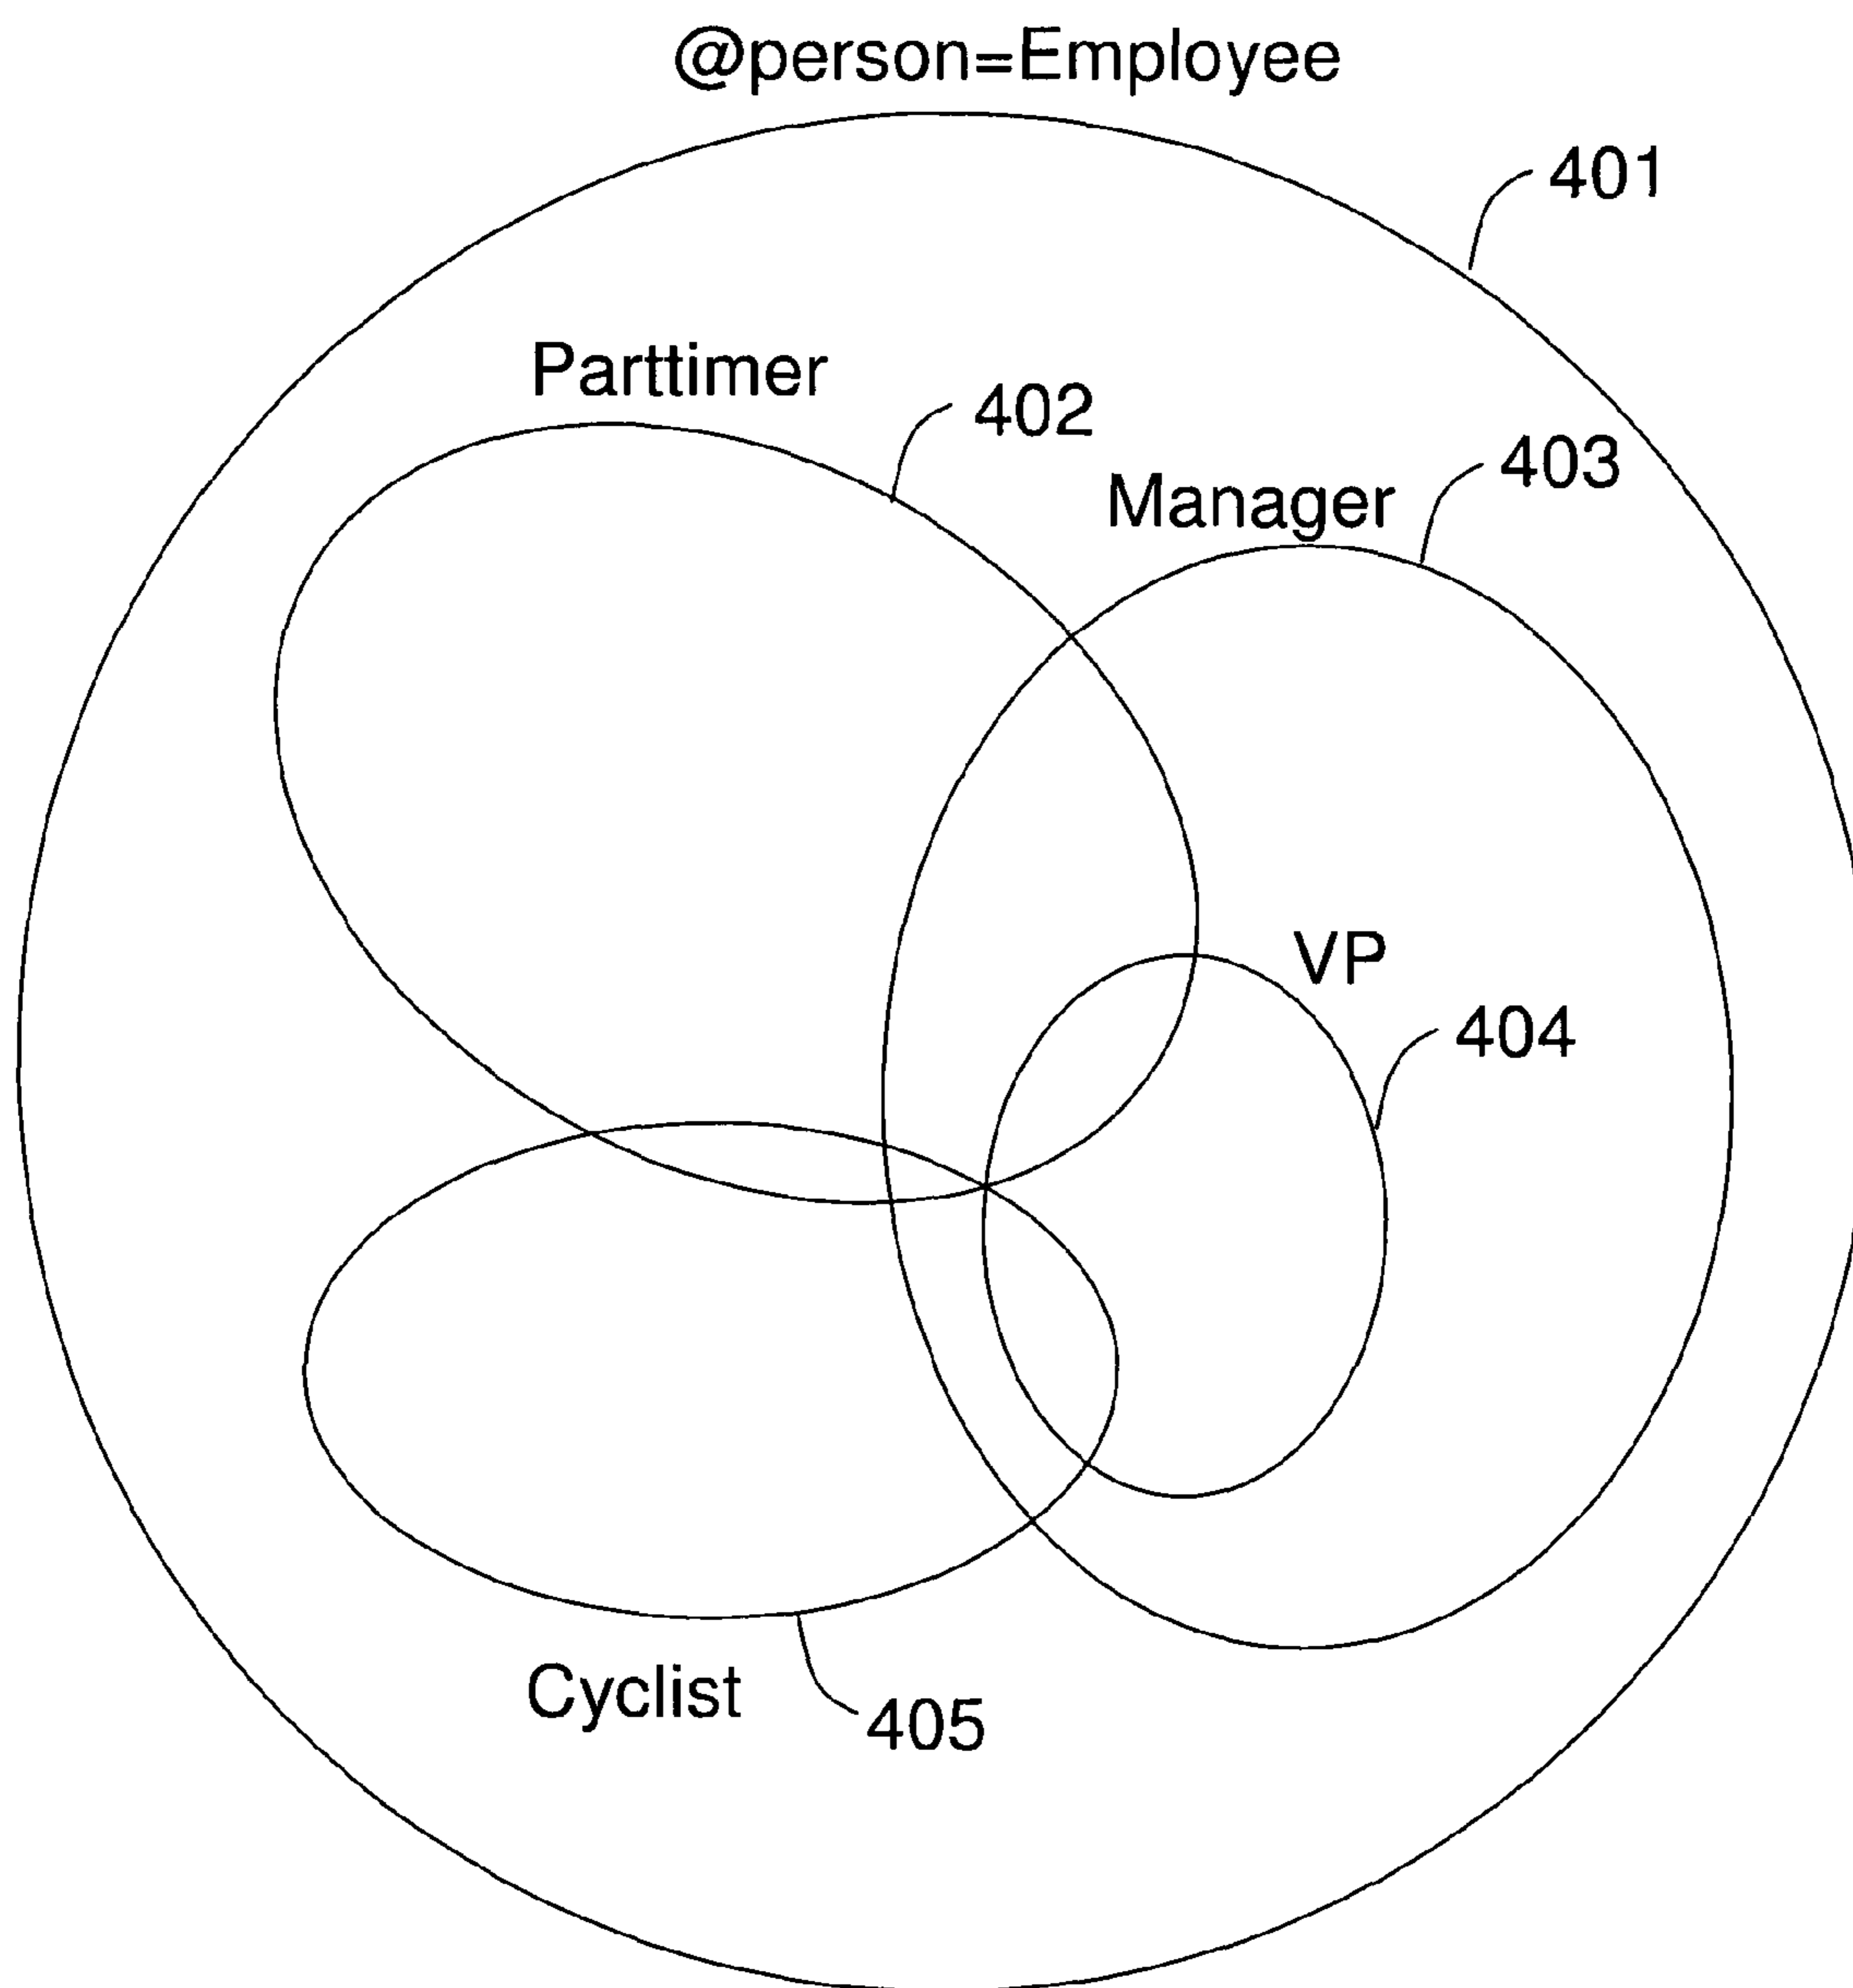 @person=Employee
401
Parttimer
402
403
Manager
VP
404
Cyclist
405